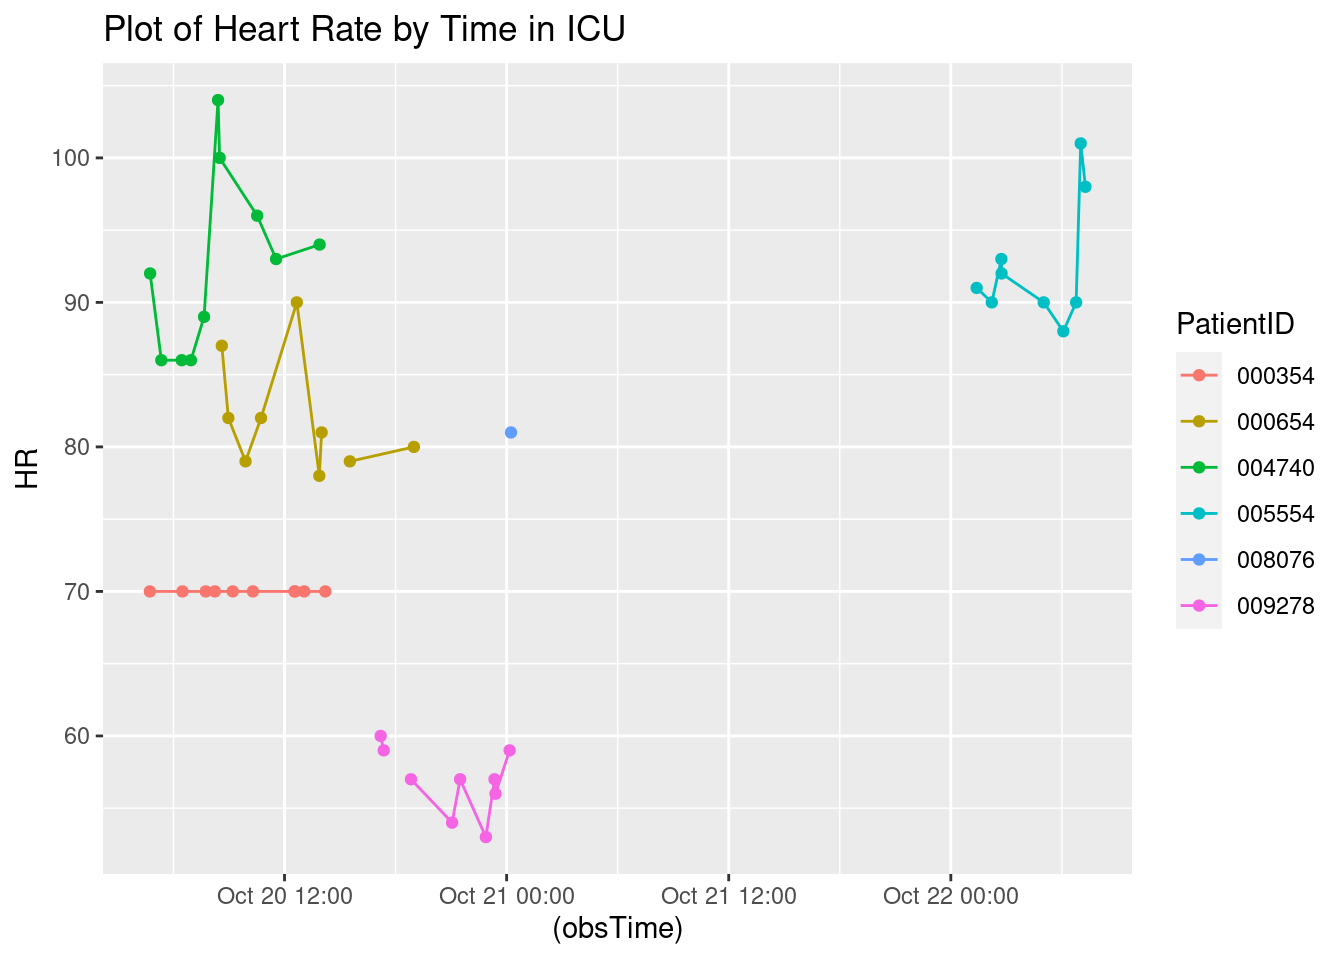 Plot of Heart Rate by Time in ICU
HR
100
90
80
70
60
Oct 20 12:00
Oct 21 00:00
Oct 21 12:00
Oct 22 00:00
(obsTime)
PatientID
000354
000654
004740
005554
008076
009278